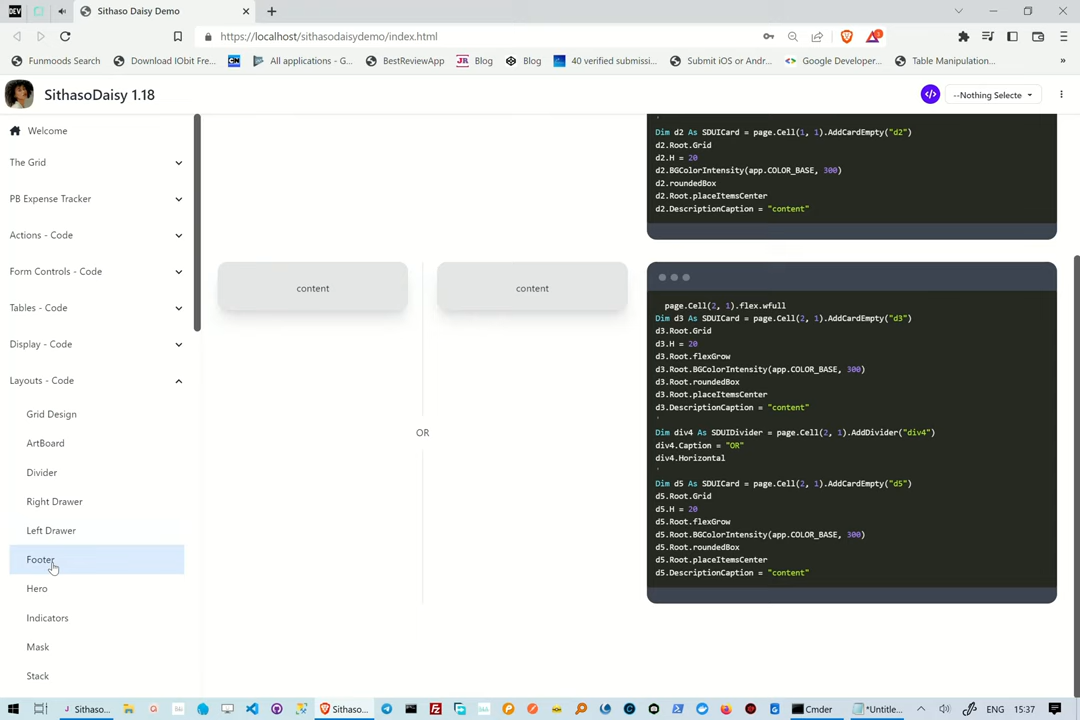 DEV
Sithaso Daisy Demo
https://localhost/sithasodaisydemo/index.html
3
Funmoods Search
Download IObit Fre...
All applications - G...
BestReviewApp
JR
Blog
Blog
40 verified submissi...
Submit iOS or Andr...
Google Developer...
Table Manipulation...
»
SithasoDaisy 1.18
--Nothing Selecte
Welcome
The Grid
PB Expense Tracker
Actions - Code
Form Controls - Code
Tables - Code
Display - Code
Layouts - Code
Grid Design
ArtBoard
Divider
Right Drawer
Left Drawer
Footer
Hero
Indicators
Mask
Stack
'
Dim d2 As SDUICard = page.Cell(1, 1).AddCardEmpty("d2")
d2.Root.Grid
d2.H = 20
d2.BGColorIntensity(app.COLOR_BASE, 300)
d2.roundedBox
d2.Root.placeItemsCenter
d2.DescriptionCaption = "content"
content
content
OR
page.Cell(2, 1).flex.wfull
Dim d3 As SDUICard = page.Cell(2, 1).AddCardEmpty("d3")
d3.Root.Grid
d3.H = 20
d3.Root.flexGrow
d3.Root.BGColorIntensity(app.COLOR_BASE, 300)
d3.Root.roundedBox
d3.Root.placeItemsCenter
d3.DescriptionCaption = "content"
'
Dim div4 As SDUIDivider = page.Cell(2, 1).AddDivider("div4")
div4.Caption = "OR"
div4.Horizontal
'
Dim d5 As SDUICard = page.Cell(2, 1).AddCardEmpty("d5")
d5.Root.Grid
d5.H = 20
d5.Root.flexGrow
d5.Root.BGColorIntensity(app.COLOR_BASE, 300)
d5.Root.roundedBox
d5.Root.placeItemsCenter
d5.DescriptionCaption = "content"
Sithaso...
Sithaso...
Cmder
*Untitle...
ENG
15:37